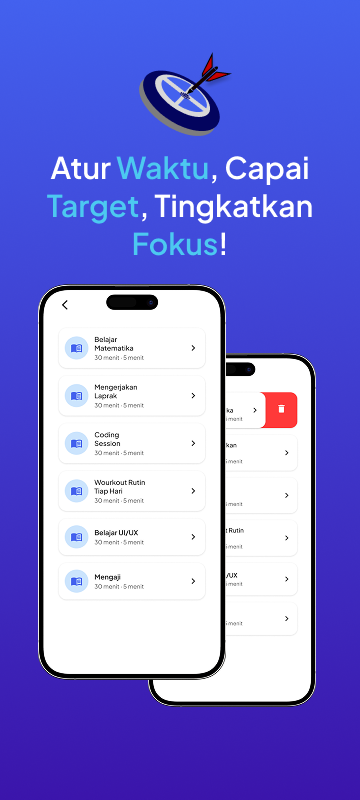 Atur Waktu, Capai
Target, Tingkatkan
Fokus!
Belajar
Matematika
30 menit - 5 menit
Mengerjakan
Laprak
30 menit - 5 menit
Coding
Session
30 menit - 5 menit
Wourkout Rutin
Tiap Hari
30 menit - 5 menit
Belajar UI/UX
30 menit - 5 menit
Mengaji
30 menit - 5 menit
ka
menit
kan
menit
menit
t Rutin
menit
/UX
menit
menit